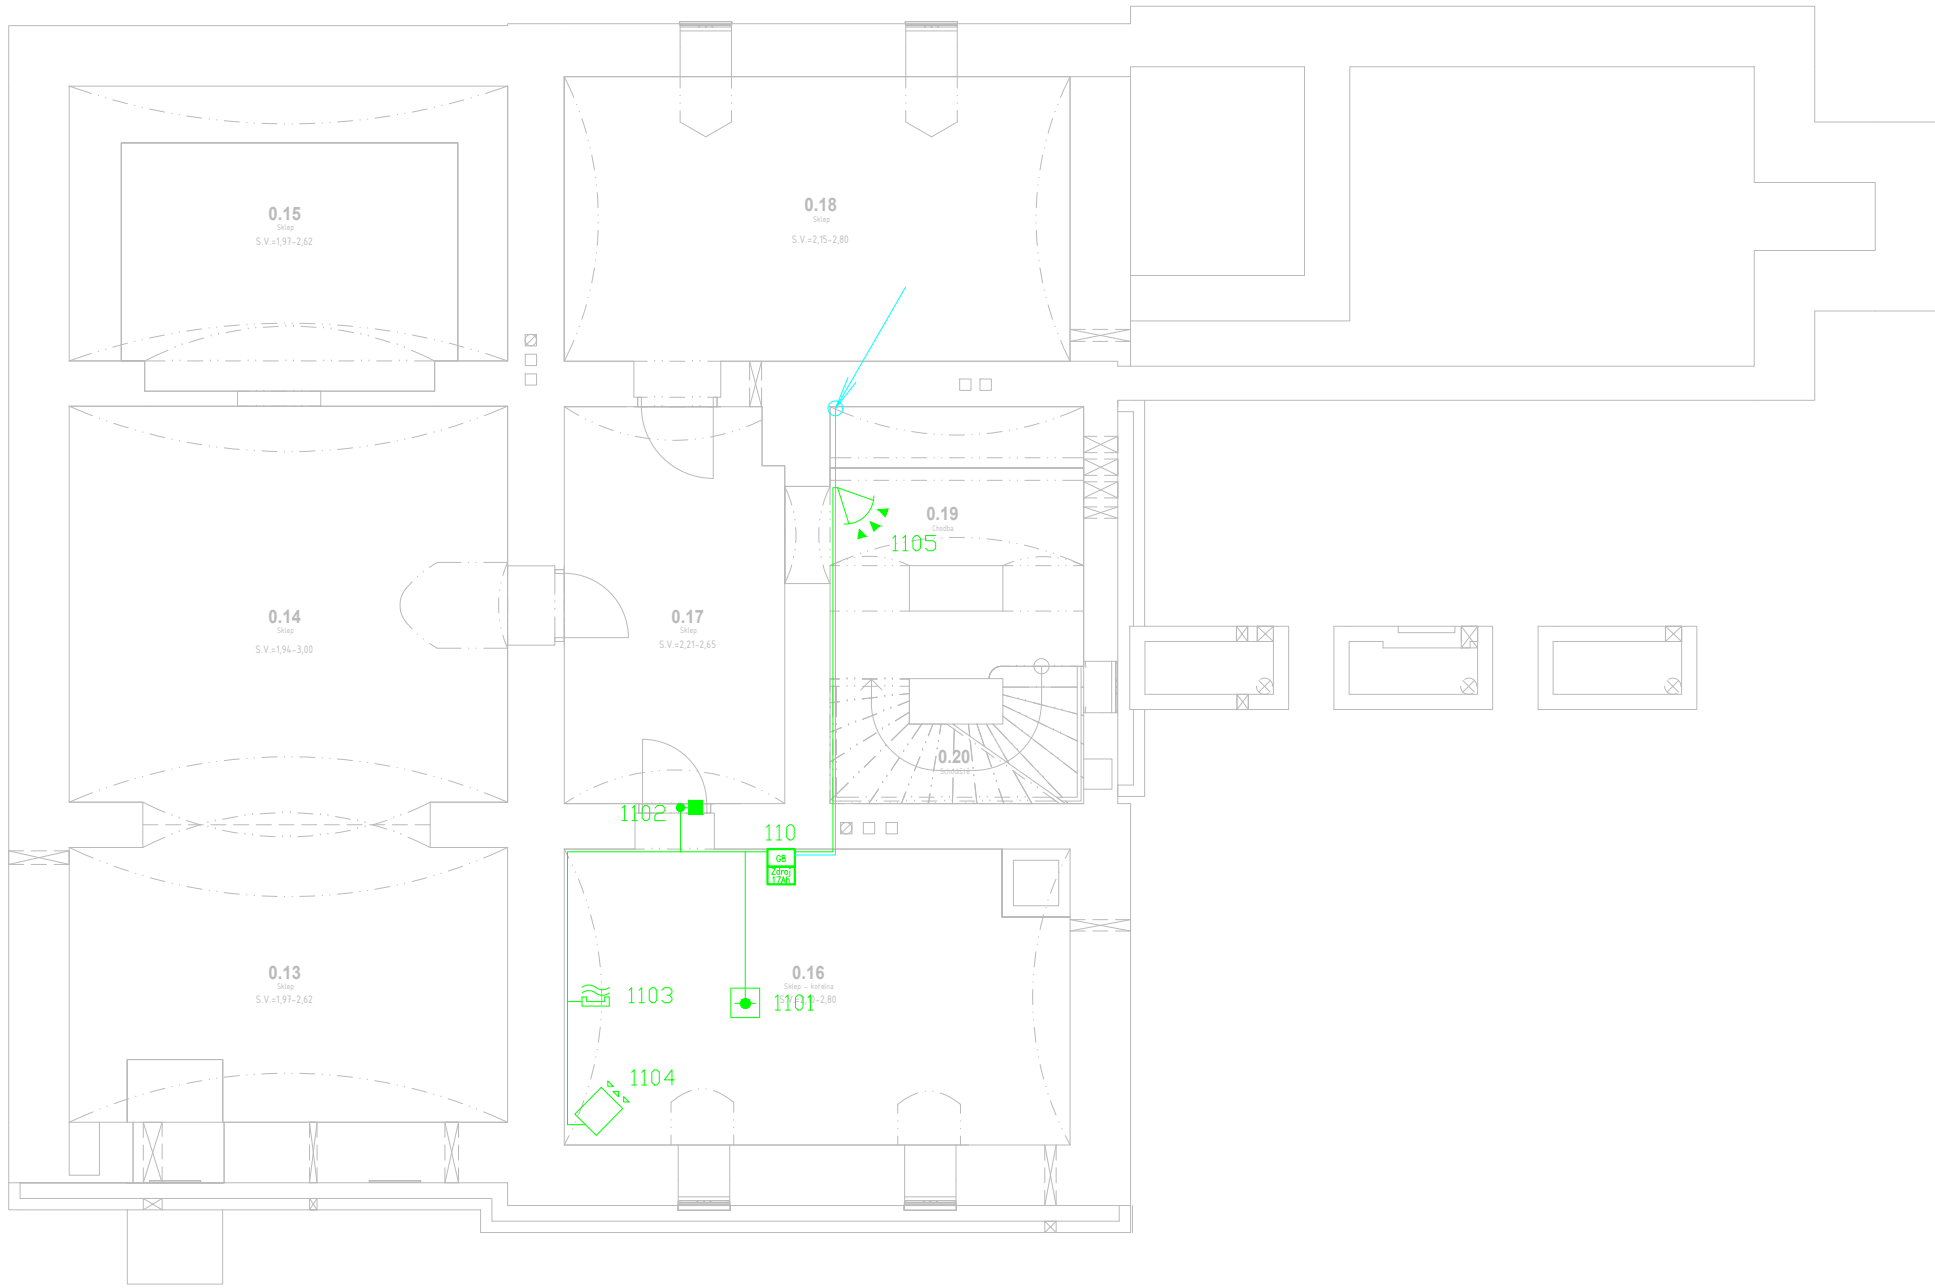 0.15
Sklep
S.V.=1,97-2,62
0.18
Sklep
S.V.=2,15-2,80
0.19
Chodba
1105
0.14
Sklep
S.V.=1,94-3,00
0.17
Sklep
S.V.=2,21-2,65
0.20
1102
110
G8
Zdroj
17Ah
0.13
Sklep
S.V.=1,97-2,62
0.16
Sklep - kotelna
1103
1101
1104